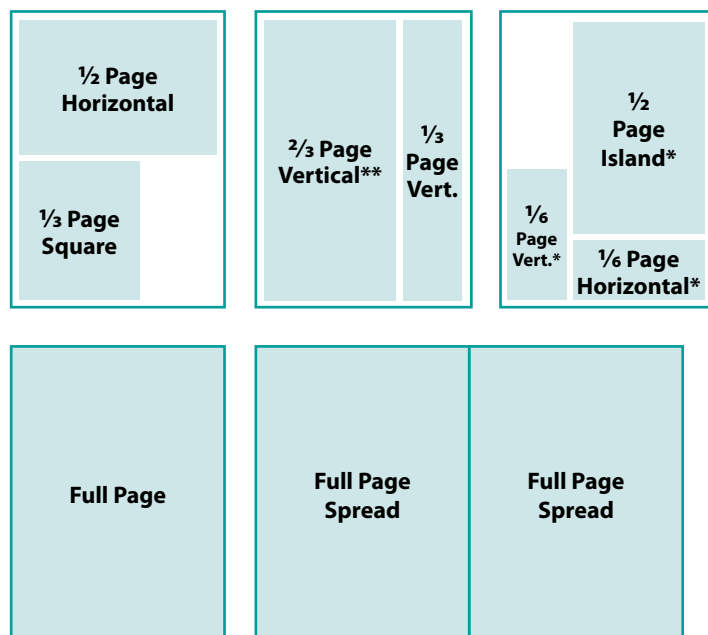 ½ Page
Horizontal
⅓ Page
Square
⅔ Page
Vertical**
⅓
Page
Vert.
½
Page
Island*
⅙
Page
Vert.*
⅙ Page
Horizontal*
Full Page
Full Page
Spread
Full Page
Spread